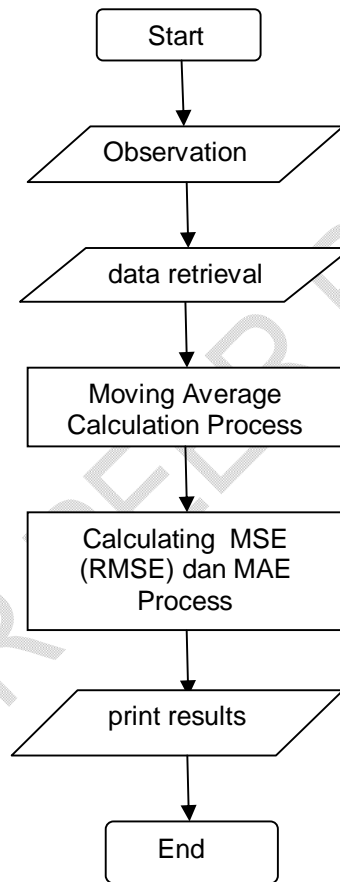 Start
Observation
data retrieval
Moving Average
Calculation Process
Calculating MSE
(RMSE) dan MAE
Process
print results
End